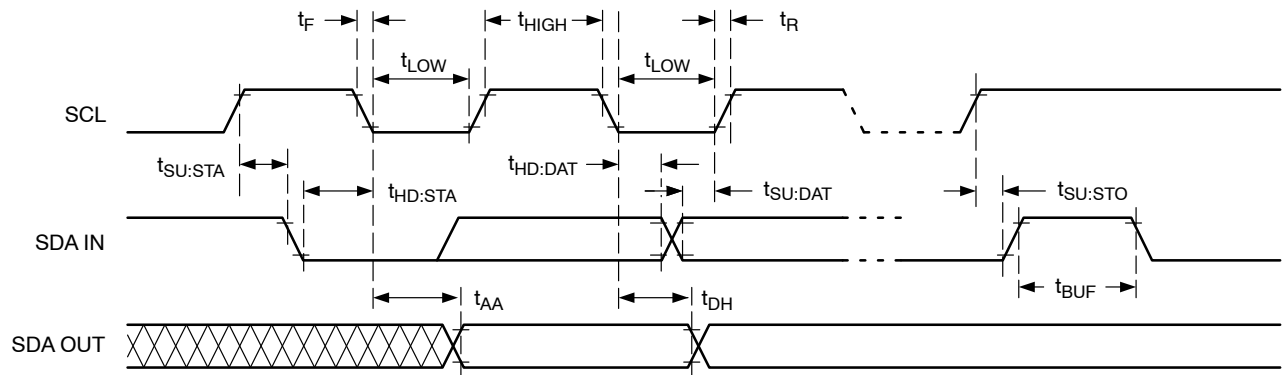 tF tHIGH tR
tLOW tLOW
SCL
tSU:STA tHD:STA tHD:DAT tSU:DAT tSU:STO
SDA IN
tAA tDH tBUF
SDA OUT